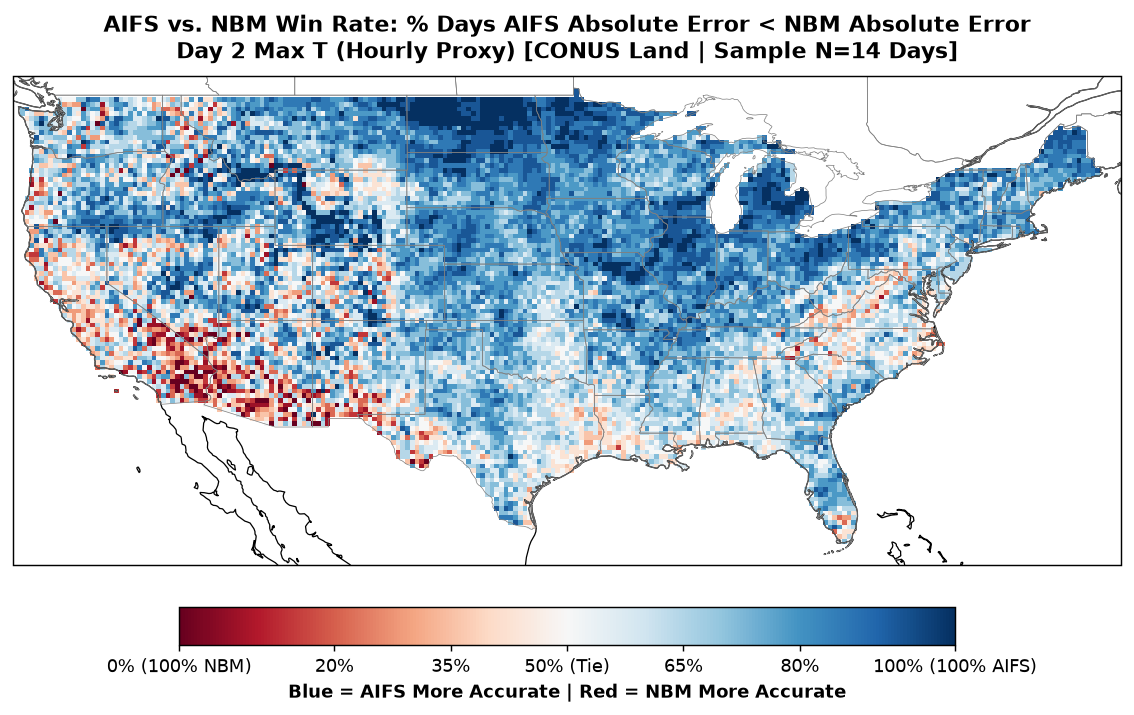 AIFS vs. NBM Win Rate: % Days AIFS Absolute Error < NBM Absolute Error
Day 2 Max T (Hourly Proxy) [CONUS Land | Sample N=14 Days]
0% (100% NBM) 20% 35% 50% (Tie) 65% 80% 100% (100% AIFS)
Blue = AIFS More Accurate | Red = NBM More Accurate